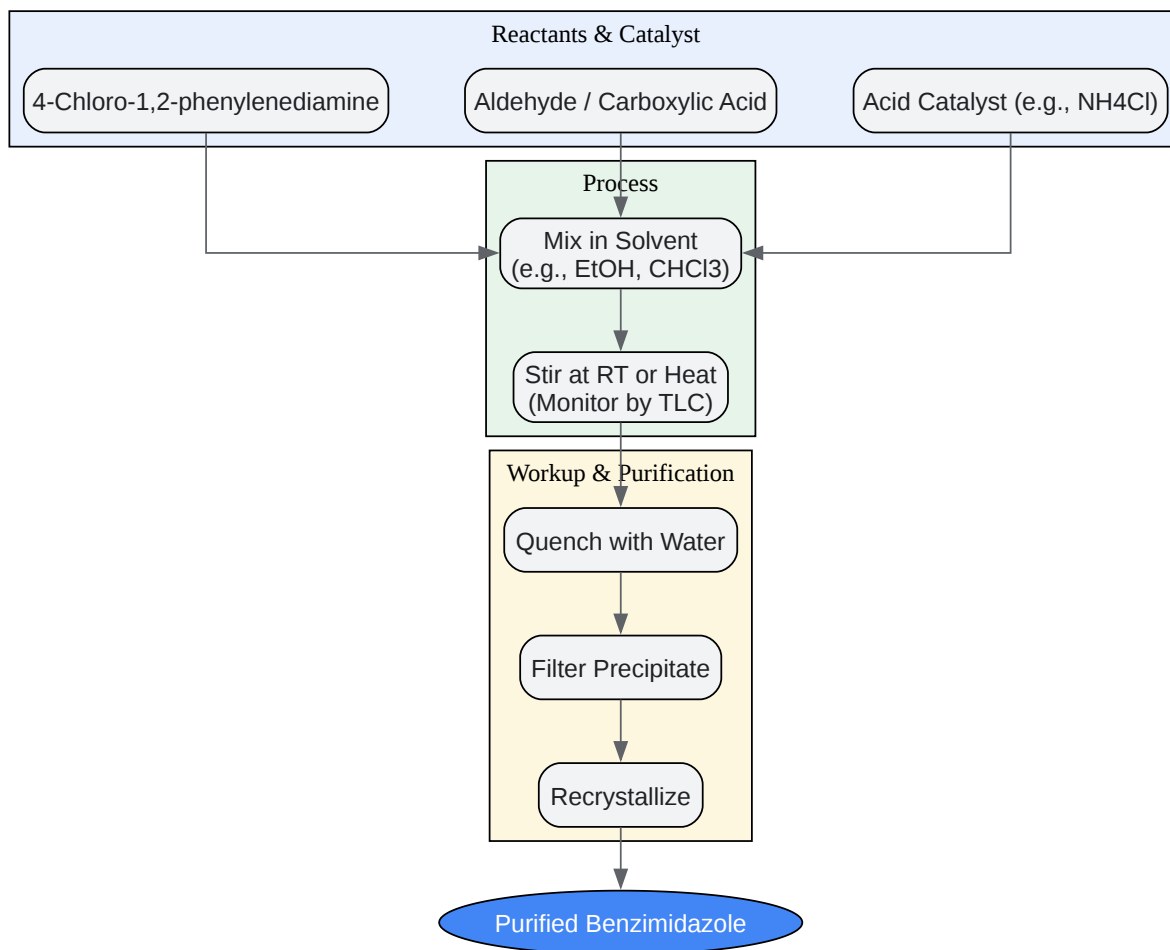 Reactants & Catalyst
4-Chloro-1,2-phenylenediamine
Aldehyde / Carboxylic Acid
Acid Catalyst (e.g., NH4Cl)
Process
Mix in Solvent
(e.g., EtOH, CHCl3)
Stir at RT or Heat
(Monitor by TLC)
Workup & Purification
Quench with Water
Filter Precipitate
Recrystallize
Purified Benzimidazole